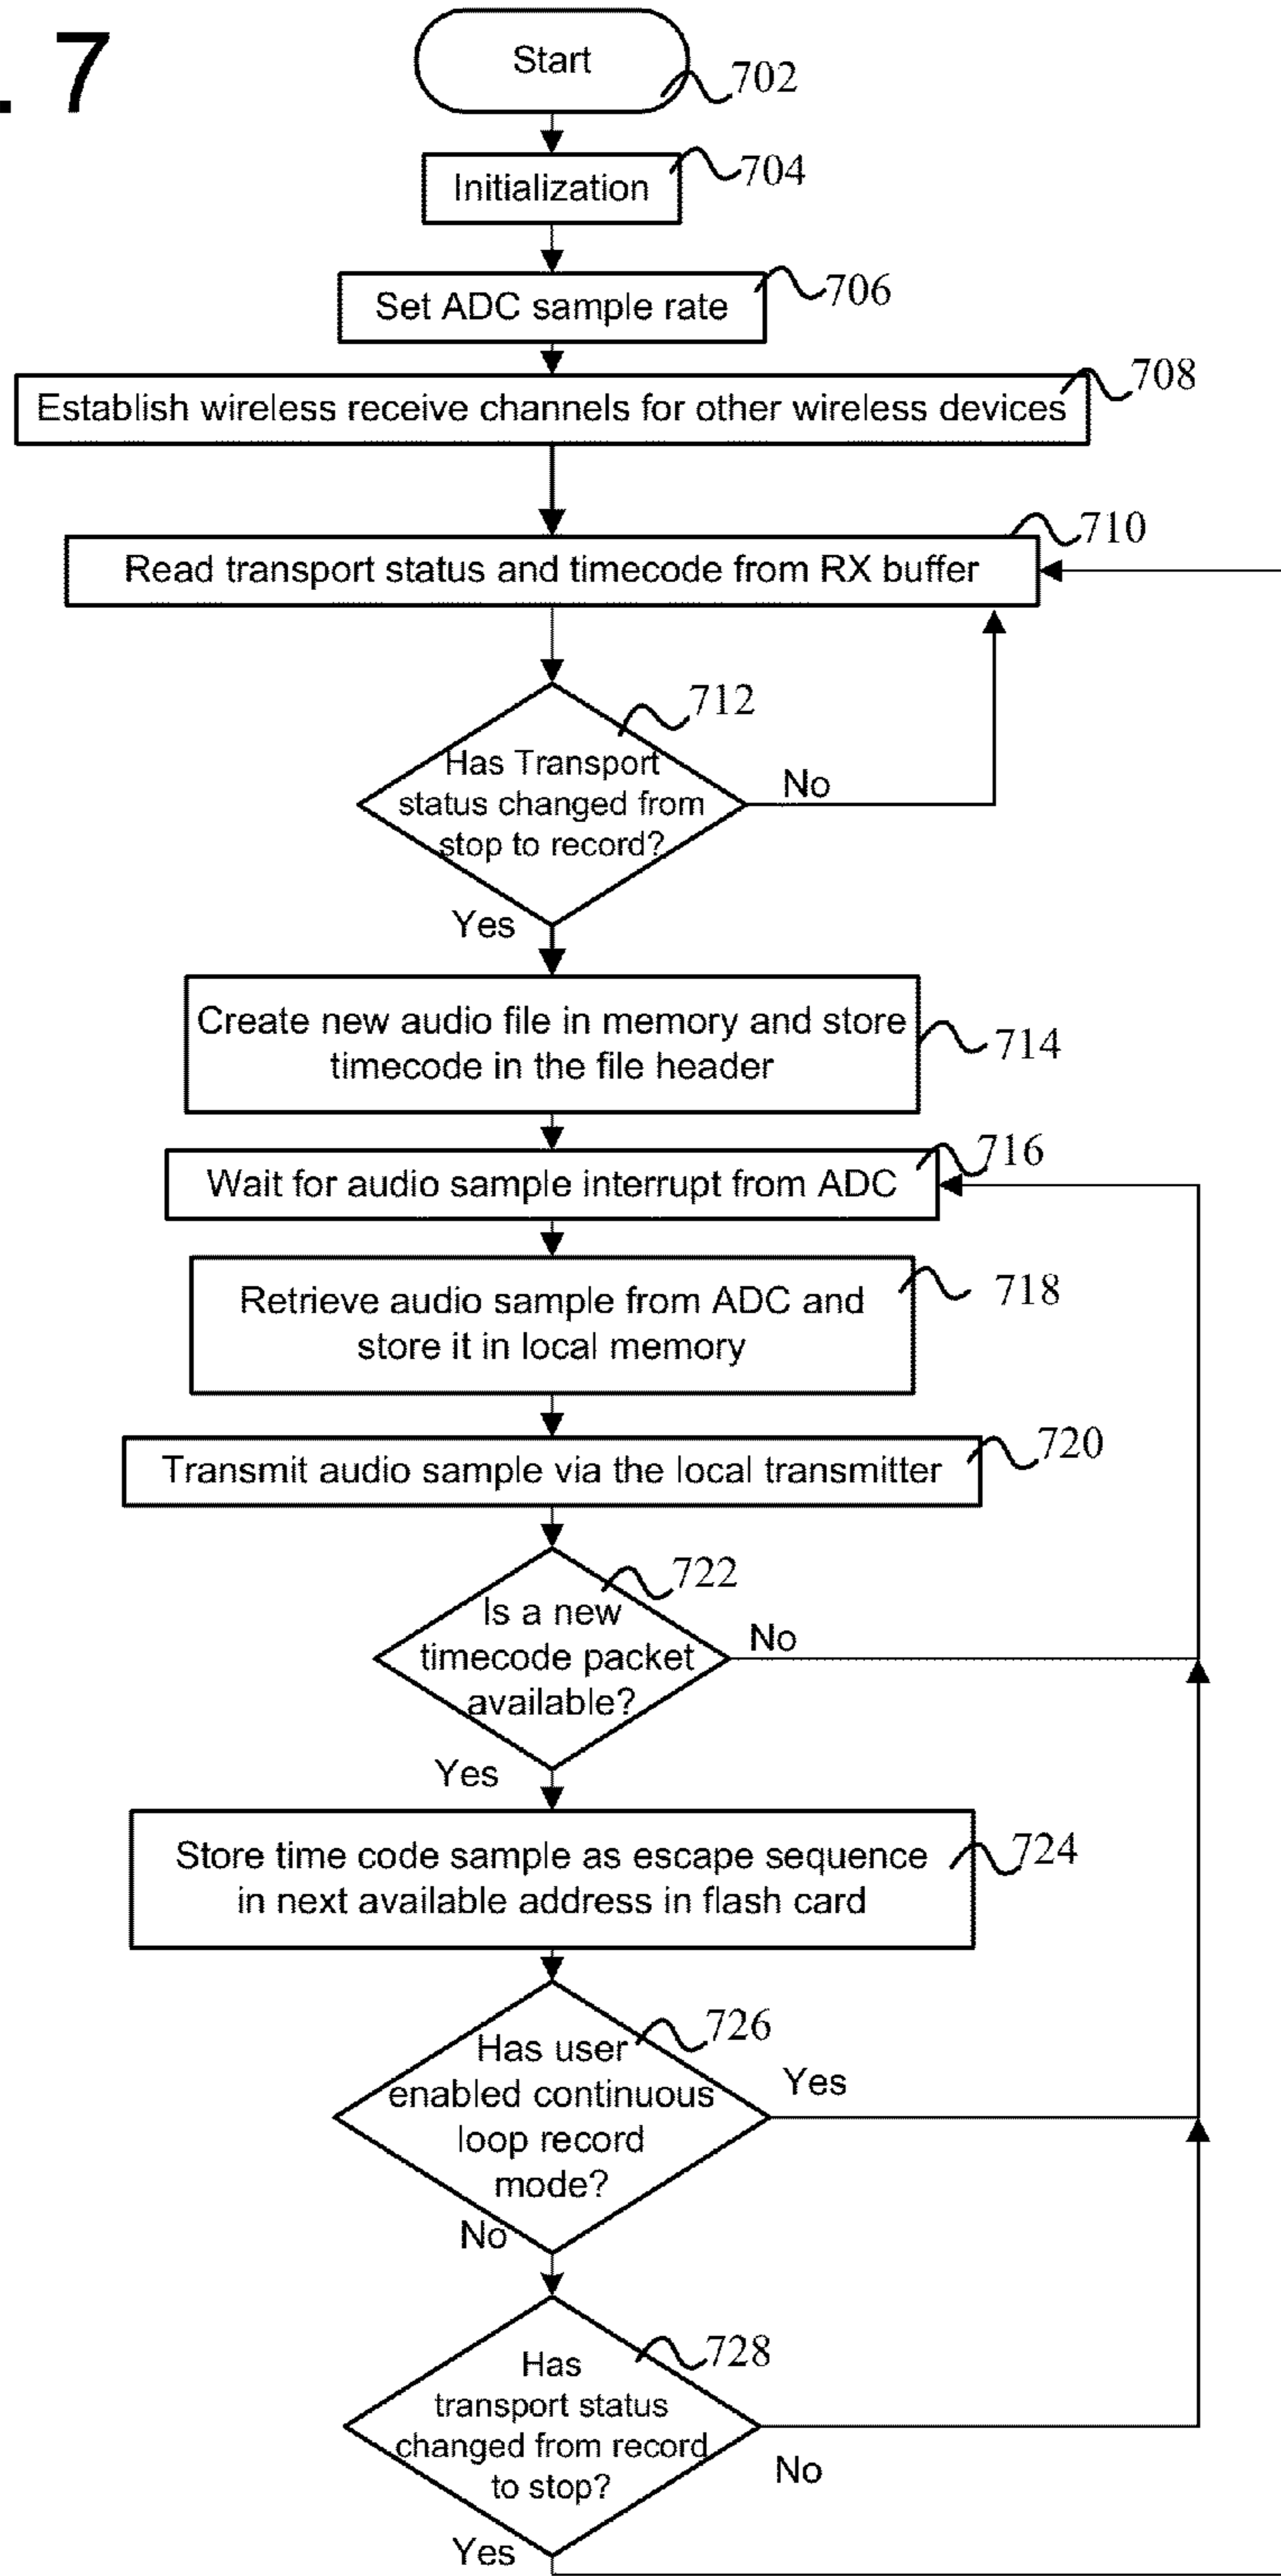 . 7
Start
702
Initialization
704
Set ADC sample rate
706
Establish wireless receive channels for other wireless devices
708
Read transport status and timecode from RX buffer
710
712
Has Transport
status changed from
stop to record?
No
Yes
Create new audio file in memory and store
timecode in the file header
714
Wait for audio sample interrupt from ADC
716
Retrieve audio sample from ADC and
store it in local memory
718
Transmit audio sample via the local transmitter
720
722
Is a new
timecode packet
available?
No
Yes
Store time code sample as escape sequence
in next available address in flash card
724
726
Has user
enabled continuous
loop record
mode?
Yes
No
728
Has
transport status
changed from record
to stop?
No
Yes